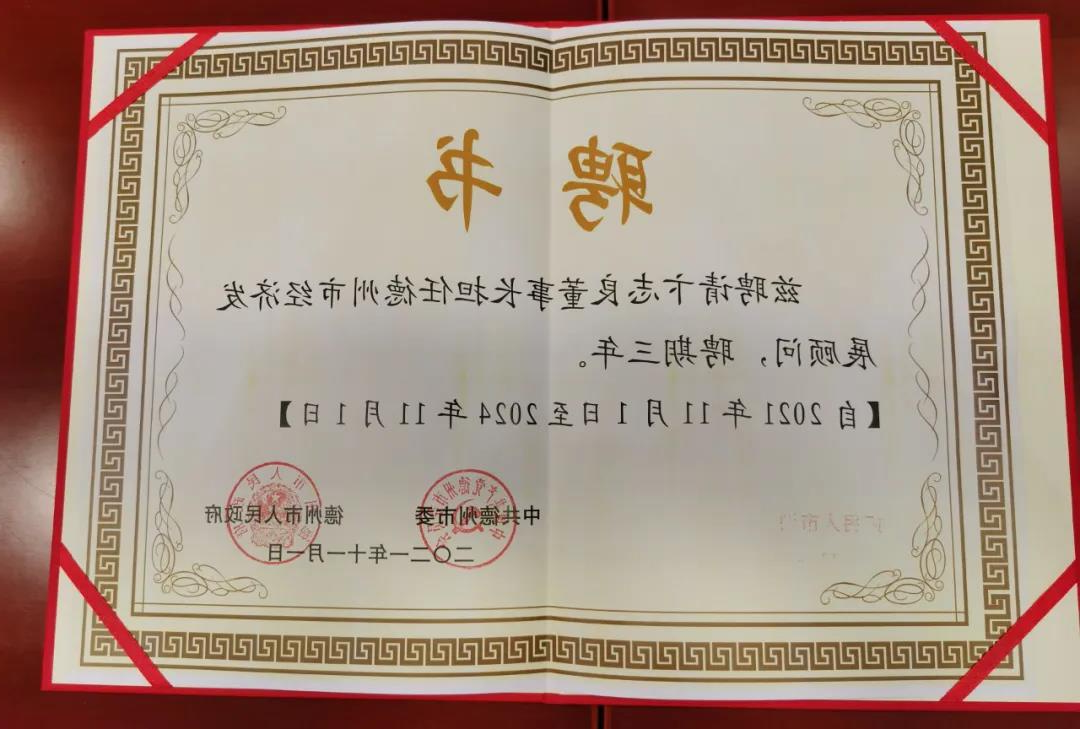 聘书
兹聘请卞志良董事长担任德州市经济发
展顾问，聘期三年。
【自2021年11月1日至2024年11月1日】
中共德州市委 德州市人民政府
二〇二一年十一月一日